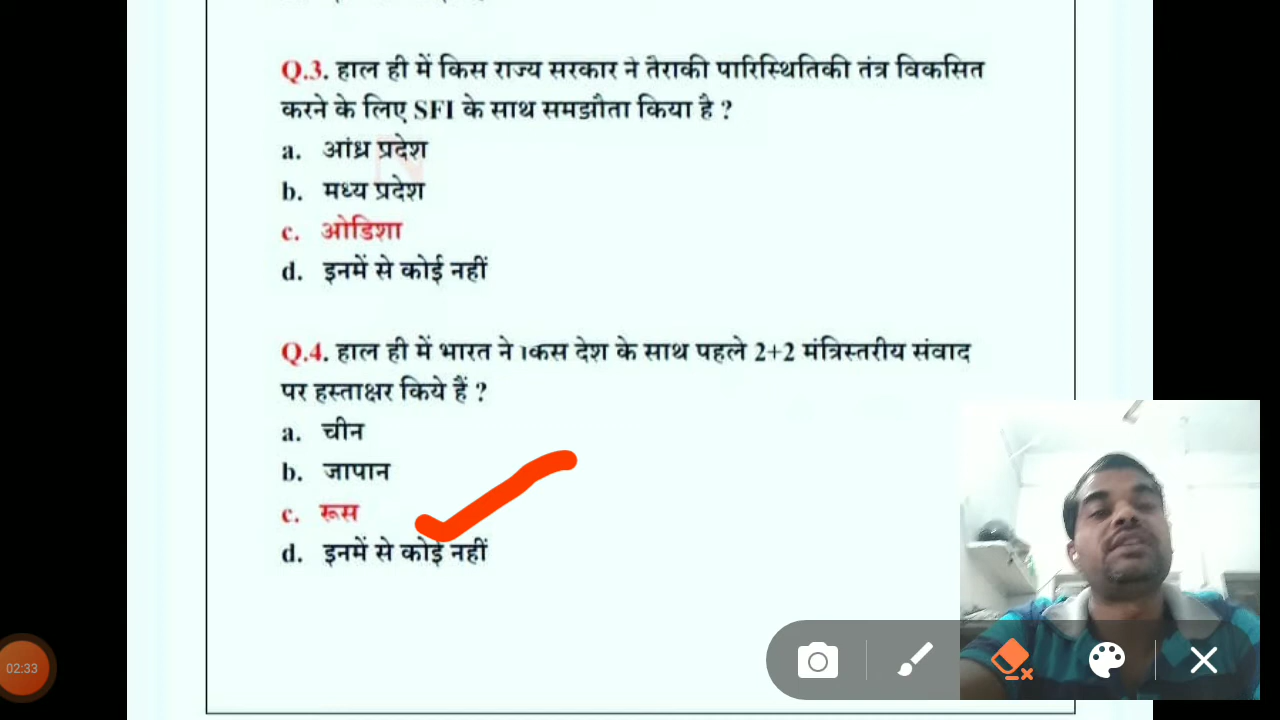 Q.3. हाल ही में किस राज्य सरकार ने तैराकी पारिस्थितिकी तंत्र विकसित
करने के लिए SFI के साथ समझौता किया है ?
a. आंध्र प्रदेश
b. मध्य प्रदेश
c. ओडिशा
d. इनमें से कोई नहीं
Q.4. हाल ही में भारत ने किस देश के साथ पहले 2+2 मंत्रिस्तरीय संवाद
पर हस्ताक्षर किये हैं ?
a. चीन
b. जापान
c. रूस
d. इनमें से कोई नहीं
02:33